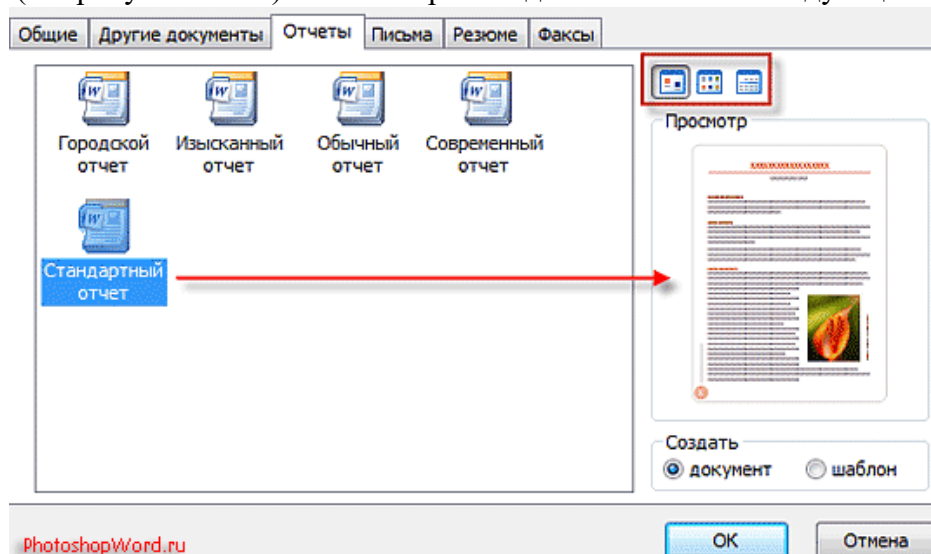 Общие Другие документы Отчеты Письма Резюме Факсы
Городской отчет
Изысканный отчет
Обычный отчет
Современный отчет
Стандартный отчет
Просмотр
Создать
документ шаблон
ОК Отмена
PhotoshopWord.ru